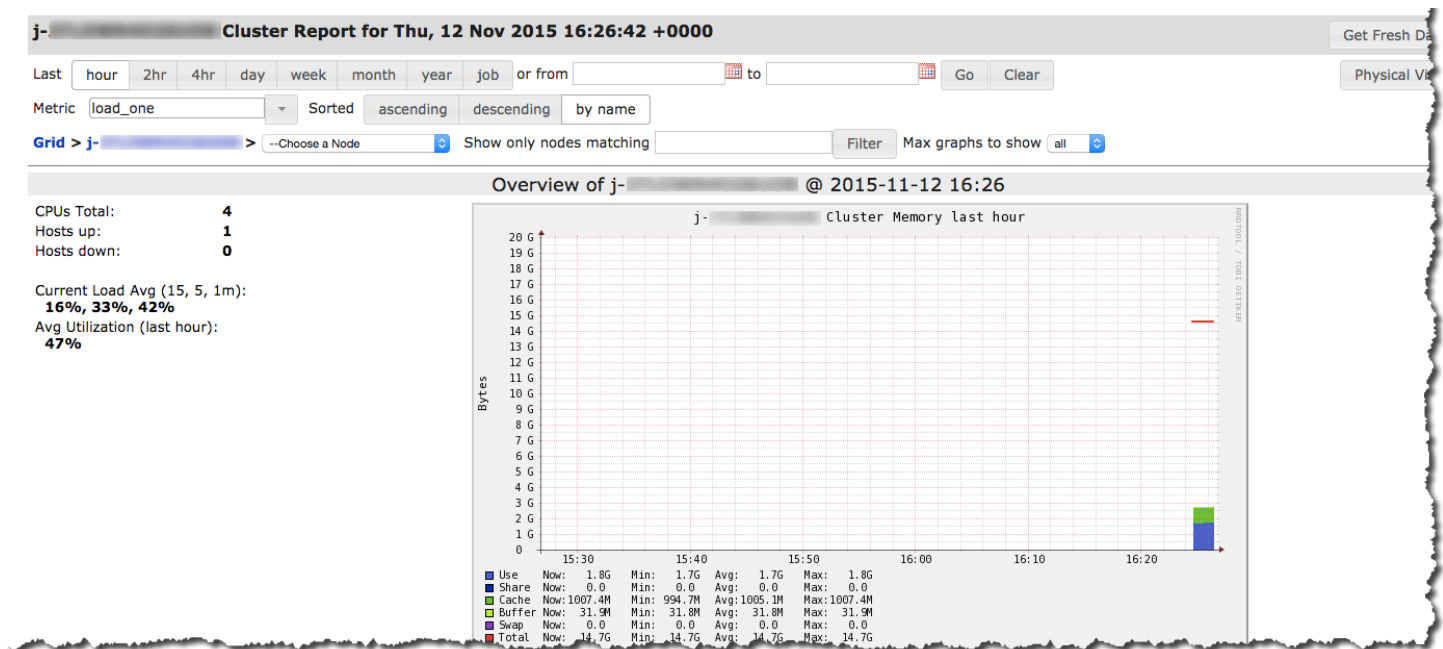 j- Cluster Report for Thu, 12 Nov 2015 16:26:42 +0000
Get Fresh Da
Last hour 2hr 4hr day week month year job or from to Go Clear
Physical Vi
Metric load_one Sorted ascending descending by name
Grid > j- > --Choose a Node Show only nodes matching Filter Max graphs to show all
Overview of j- @ 2015-11-12 16:26
CPUs Total: 4
Hosts up: 1
Hosts down: 0
Current Load Avg (15, 5, 1m):
16%, 33%, 42%
Avg Utilization (last hour):
47%
j- Cluster Memory last hour
RRDTOOL / TOBI OETIKER
Bytes
20 G
19 G
18 G
17 G
16 G
15 G
14 G
13 G
12 G
11 G
10 G
9 G
8 G
7 G
6 G
5 G
4 G
3 G
2 G
1 G
0
15:30 15:40 15:50 16:00 16:10 16:20
Use Now: 1.8G Min: 1.7G Avg: 1.7G Max: 1.8G
Share Now: 0.0 Min: 0.0 Avg: 0.0 Max: 0.0
Cache Now:1007.4M Min: 994.7M Avg:1005.1M Max:1007.4M
Buffer Now: 31.9M Min: 31.8M Avg: 31.8M Max: 31.9M
Swap Now: 0.0 Min: 0.0 Avg: 0.0 Max: 0.0
Total Now: 14.7G Min: 14.7G Avg: 14.7G Max: 14.7G